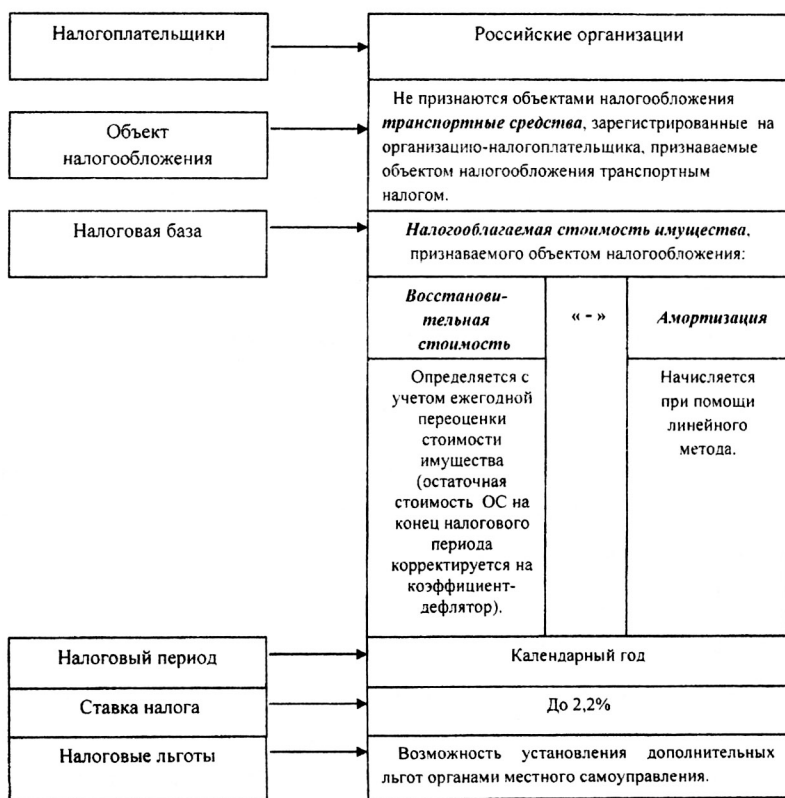 Налогоплательщики
Российские организации
Объект
налогообложения
Не признаются объектами налогообложения
транспортные средства, зарегистрированные на
организацию-налогоплательщика, признаваемые
объектом налогообложения транспортным
налогом.
Налоговая база
Налогооблагаемая стоимость имущества,
признаваемого объектом налогообложения:
Восстанови-
тельная
стоимость
« - »
Амортизация
Определяется с
учетом ежегодной
переоценки
стоимости
имущества
(остаточная
стоимость ОС на
конец налогового
периода
корректируется на
коэффициент-
дефлятор).
Начисляется
при помощи
линейного
метода.
Налоговый период
Календарный год
Ставка налога
До 2,2%
Налоговые льготы
Возможность установления дополнительных
льгот органами местного самоуправления.